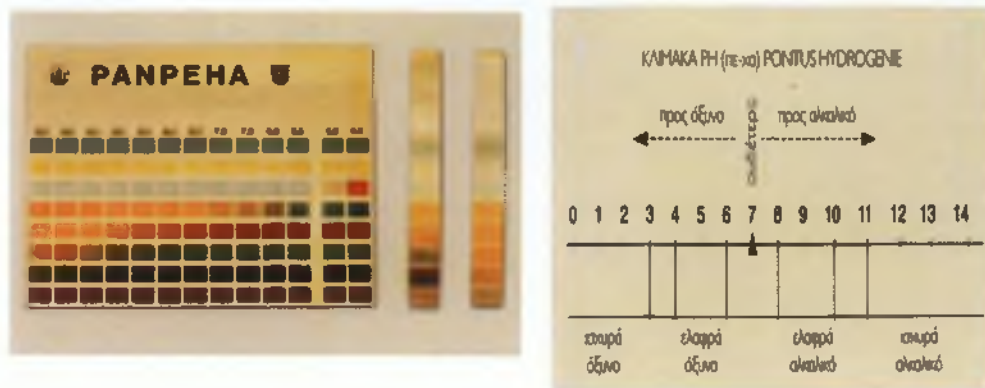 PANPEHA
ΚΛΙΜΑΚΑ PH (πε-χα) PONTUS HYDROGENIE
προς όξινο
ουδέτερο
προς αλκαλικό
0 1 2 3 4 5 6 7 8 9 10 11 12 13 14
ισχυρά ελαφρά ελαφρά ισχυρά
όξινο όξινο αλκαλικό αλκαλικό